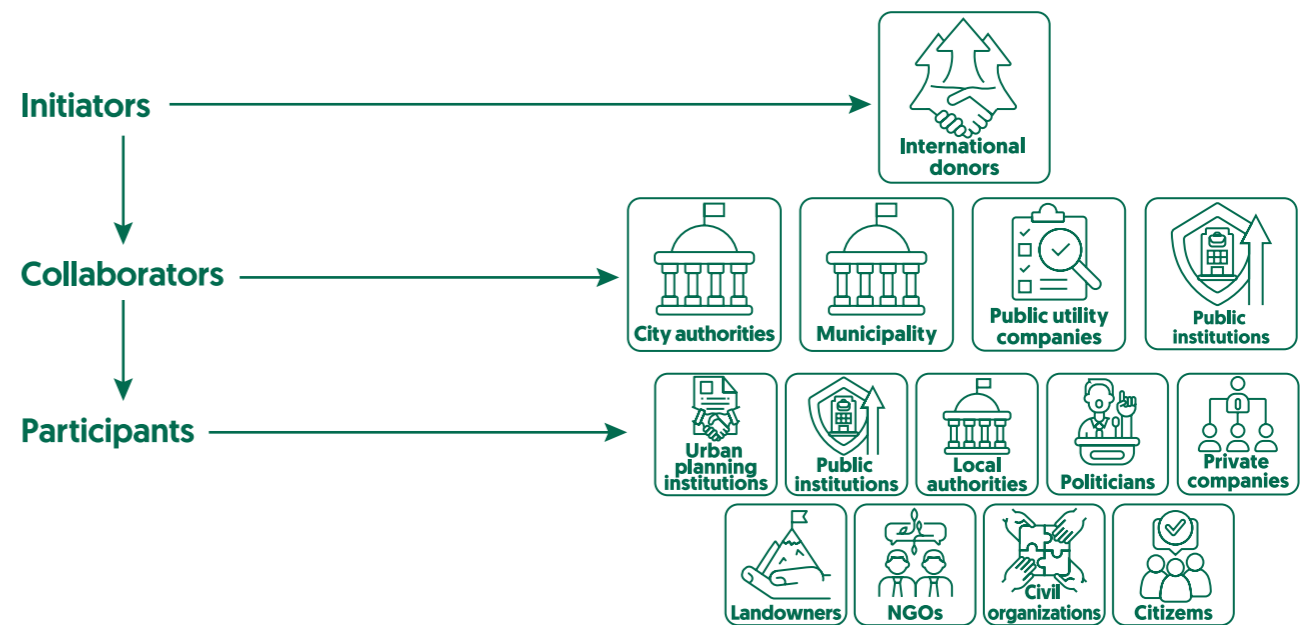 Initiators
International
donors
Collaborators
City authorities
Municipality
Public utility
companies
Public
institutions
Participants
Urban
planning
institutions
Public
institutions
Local
authorities
Politicians
Private
companies
Landowners
NGOs
Civil
organizations
Citizems